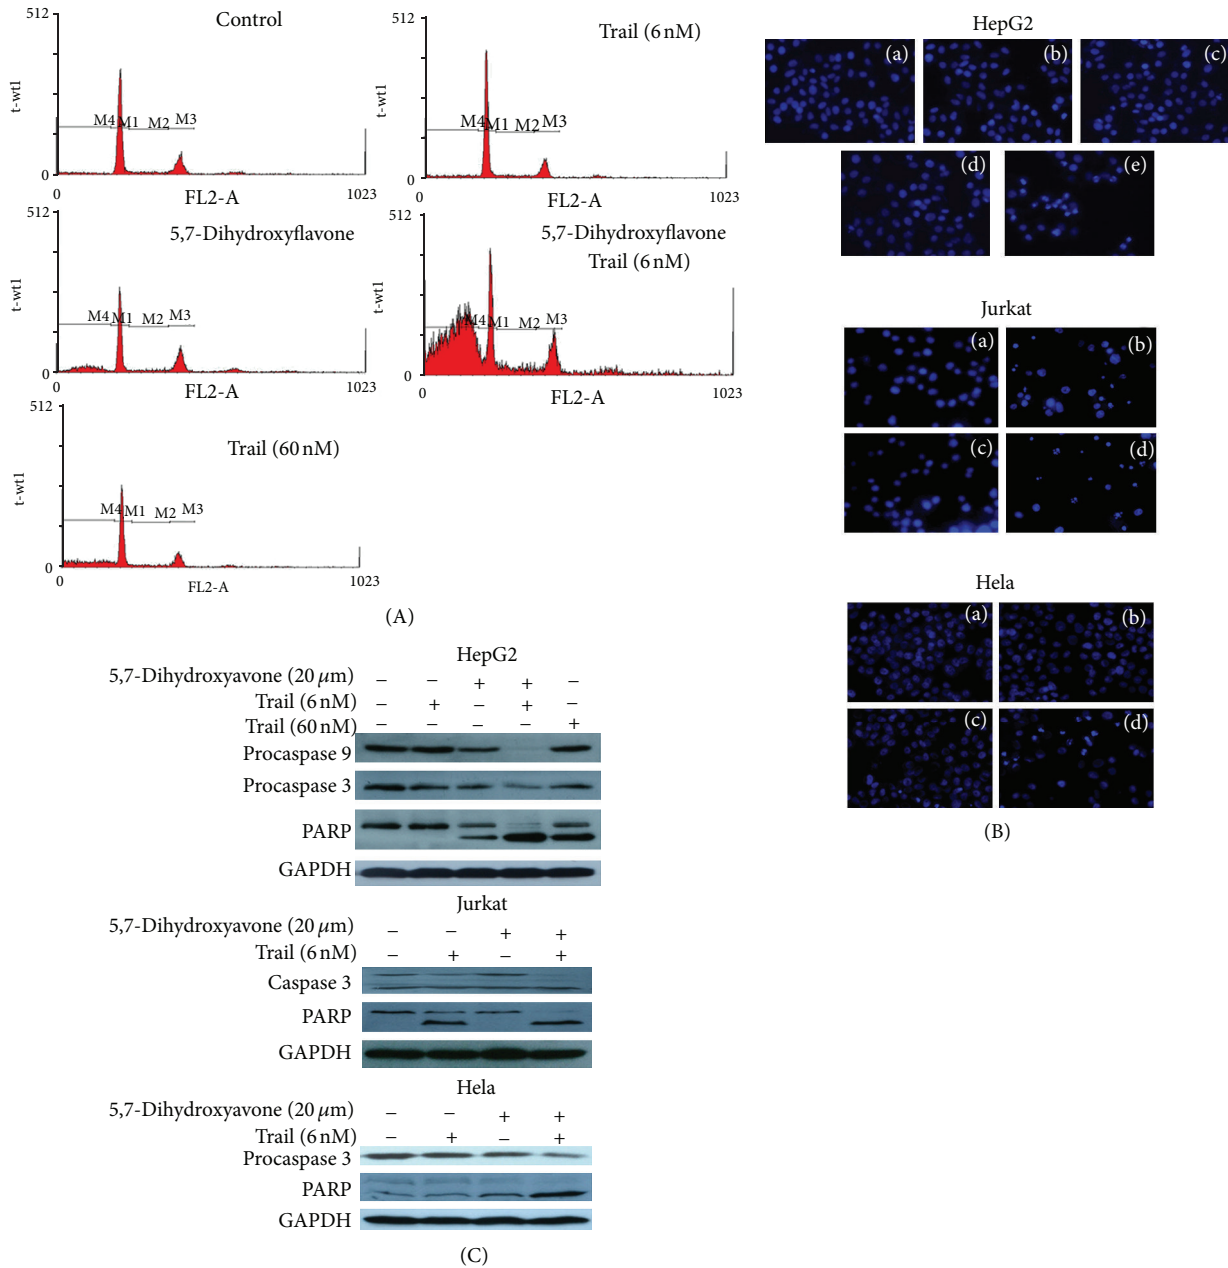 512
Control
t-wt1
M4 M1 M2 M3
0
0
FL2-A
1023
512
Trail (6 nM)
t-wt1
M4 M1 M2 M3
0
0
FL2-A
1023
512
5,7-Dihydroxyflavone
t-wt1
M4 M1 M2 M3
0
0
FL2-A
1023
512
5,7-Dihydroxyflavone
Trail (6 nM)
t-wt1
M4 M1 M2 M3
0
0
FL2-A
1023
512
Trail (60 nM)
t-wt1
M4 M1 M2 M3
0
0
FL2-A
1023
(A)
HepG2
(a) (b) (c)
(d) (e)
Jurkat
(a) (b)
(c) (d)
Hela
(a) (b)
(c) (d)
(B)
HepG2
5,7-Dihydroxyavone (20 μm) − − + + −
Trail (6 nM) − + − + −
Trail (60 nM) − − − − +
Procaspase 9
Procaspase 3
PARP
GAPDH
Jurkat
5,7-Dihydroxyavone (20 μm) − − + +
Trail (6 nM) − + − +
Caspase 3
PARP
GAPDH
Hela
5,7-Dihydroxyavone (20 μm) − − + +
Trail (6 nM) − + − +
Procaspase 3
PARP
GAPDH
(C)